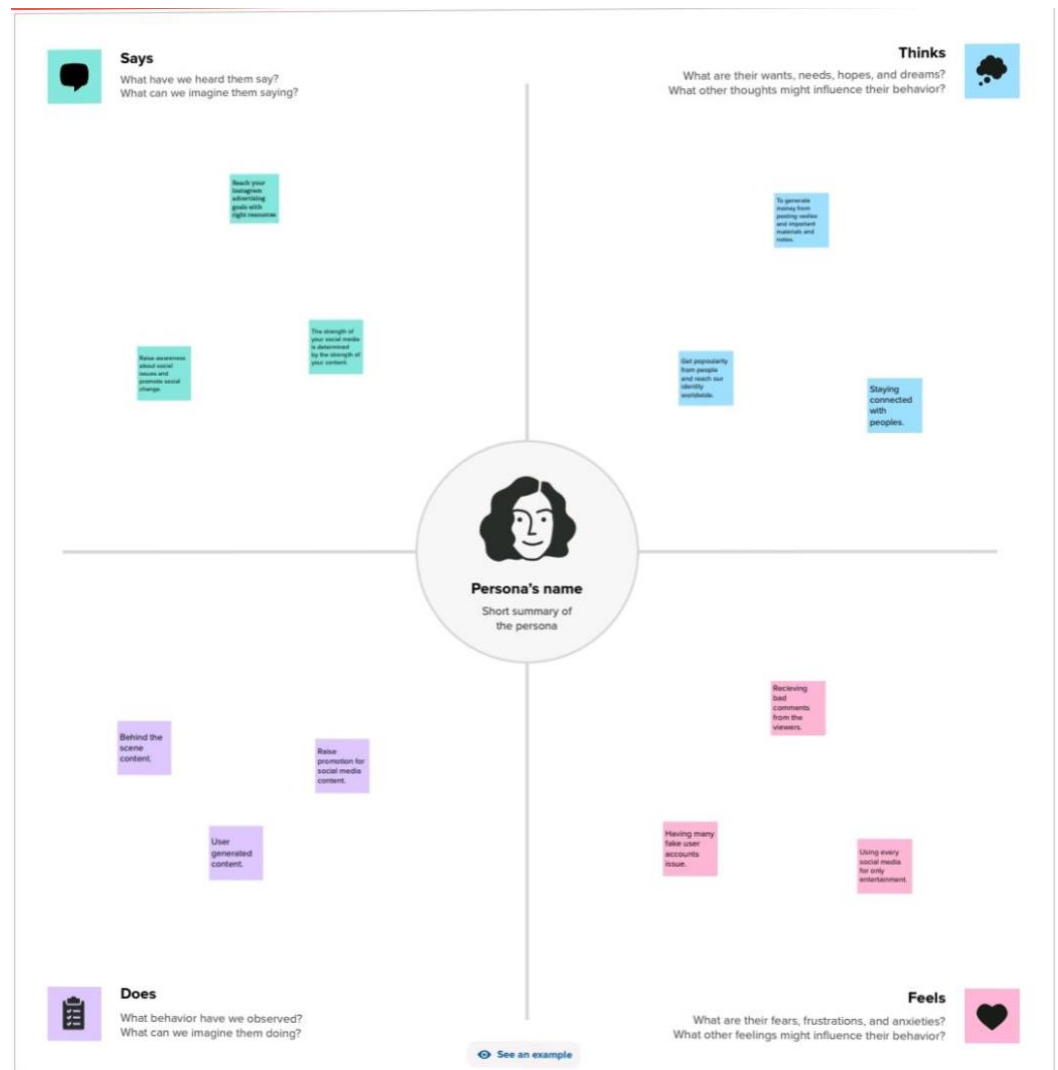 Says
What have we heard them say?
What can we imagine them saying?
Thinks
What are their wants, needs, hopes, and dreams?
What other thoughts might influence their behavior?
Reach your
instagram
advertising
goals with
right resources
To generate
money from
posting
and important
materials and
notes.
Raise awareness
about social
issues and
promote social
change.
The strength of
your social media
is determined
by the strength of
your content.
Get popoularity
from people
and reach our
identity
worldwide.
Staying
connected
with
peoples.
Persona's name
Short summary of
the persona
Behind the
scene
content.
Raise
promotion for
social media
content.
User
generated
content.
Recieving
bad
comments
from the
viewers.
Having many
fake user
accounts
issue.
Using every
social media
for only
entertainment.
Does
What behavior have we observed?
What can we imagine them doing?
Feels
What are their fears, frustrations, and anxieties?
What other feelings might influence their behavior?
See an example